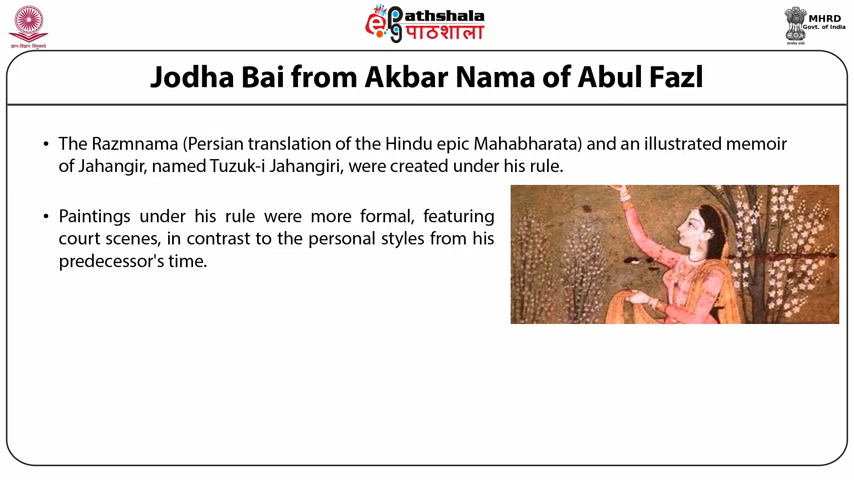 ज्ञान-विज्ञान विमुक्तये
ePathshala
पाठशाला
MHRD
Govt. of India
Jodha Bai from Akbar Nama of Abul Fazl
• The Razmnama (Persian translation of the Hindu epic Mahabharata) and an illustrated memoir
of Jahangir, named Tuzuk-i Jahangiri, were created under his rule.
• Paintings under his rule were more formal, featuring
court scenes, in contrast to the personal styles from his
predecessor's time.